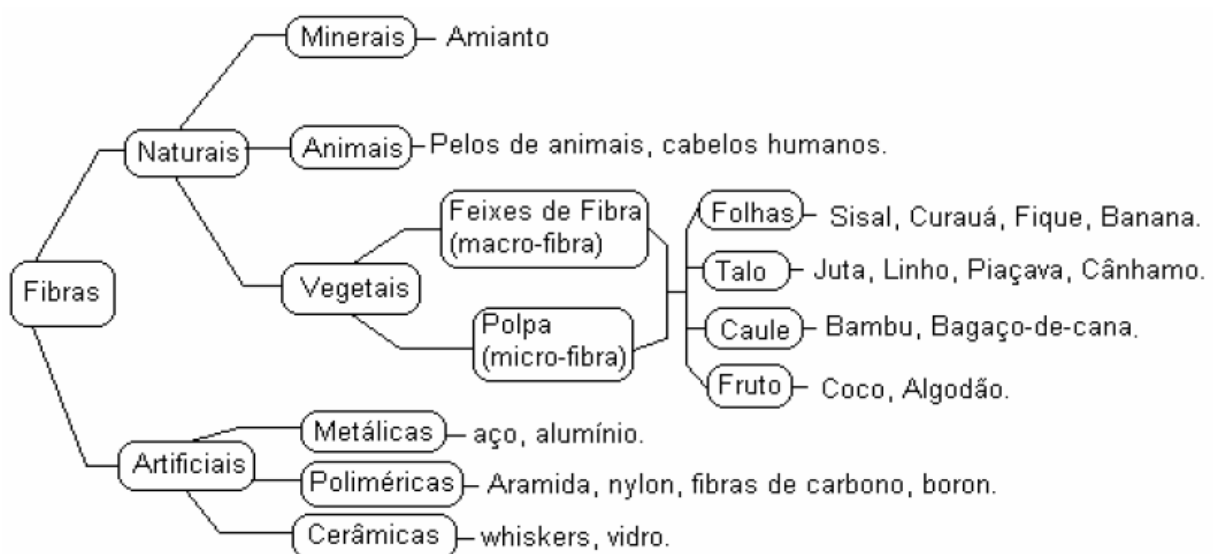 Minerais
Amianto
Naturais
Animais
Pelos de animais, cabelos humanos.
Feixes de Fibra
(macro-fibra)
Folhas
Sisal, Curauá, Fique, Banana.
Fibras
Vegetais
Talo
Juta, Linho, Piaçava, Cânhamo.
Polpa
(micro-fibra)
Caule
Bambu, Bagaço-de-cana.
Fruto
Coco, Algodão.
Metálicas
aço, alumínio.
Artificiais
Poliméricas
Aramida, nylon, fibras de carbono, boron.
Cerâmicas
whiskers, vidro.